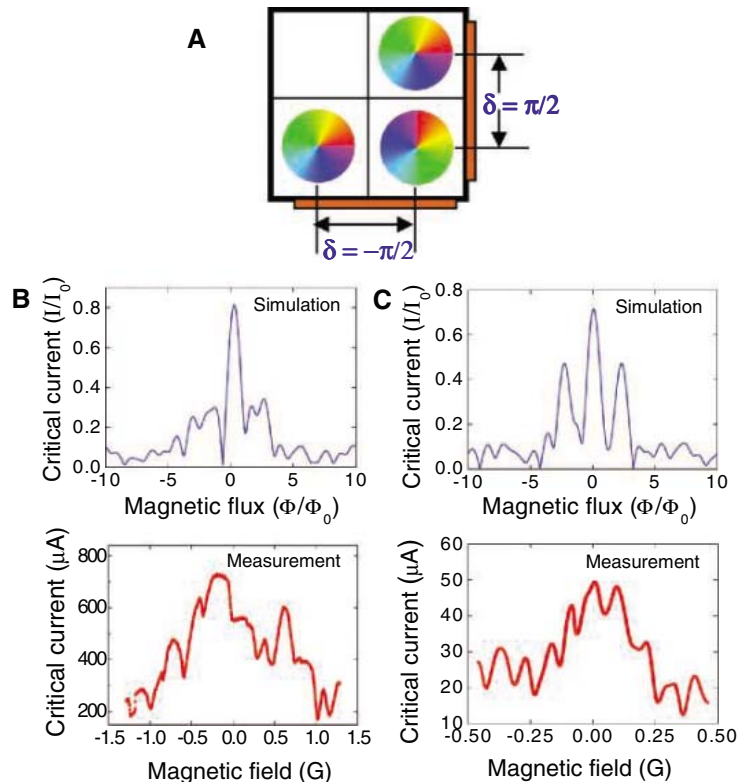 A
δ = π/2
δ = −π/2
B
Critical current (I/I₀)
0.8
0.6
0.4
0.2
0.0
Simulation
-10
-5
0
5
10
Magnetic flux (Φ/Φ₀)
C
Critical current (I/I₀)
0.8
0.6
0.4
0.2
0.0
Simulation
-10
-5
0
5
10
Magnetic flux (Φ/Φ₀)
Critical current (μA)
800
600
400
200
Measurement
-1.5
-1.0
-0.5
0.0
0.5
1.0
1.5
Magnetic field (G)
Critical current (μA)
60
50
40
30
20
10
Measurement
-0.50
-0.25
0.00
0.25
0.50
Magnetic field (G)